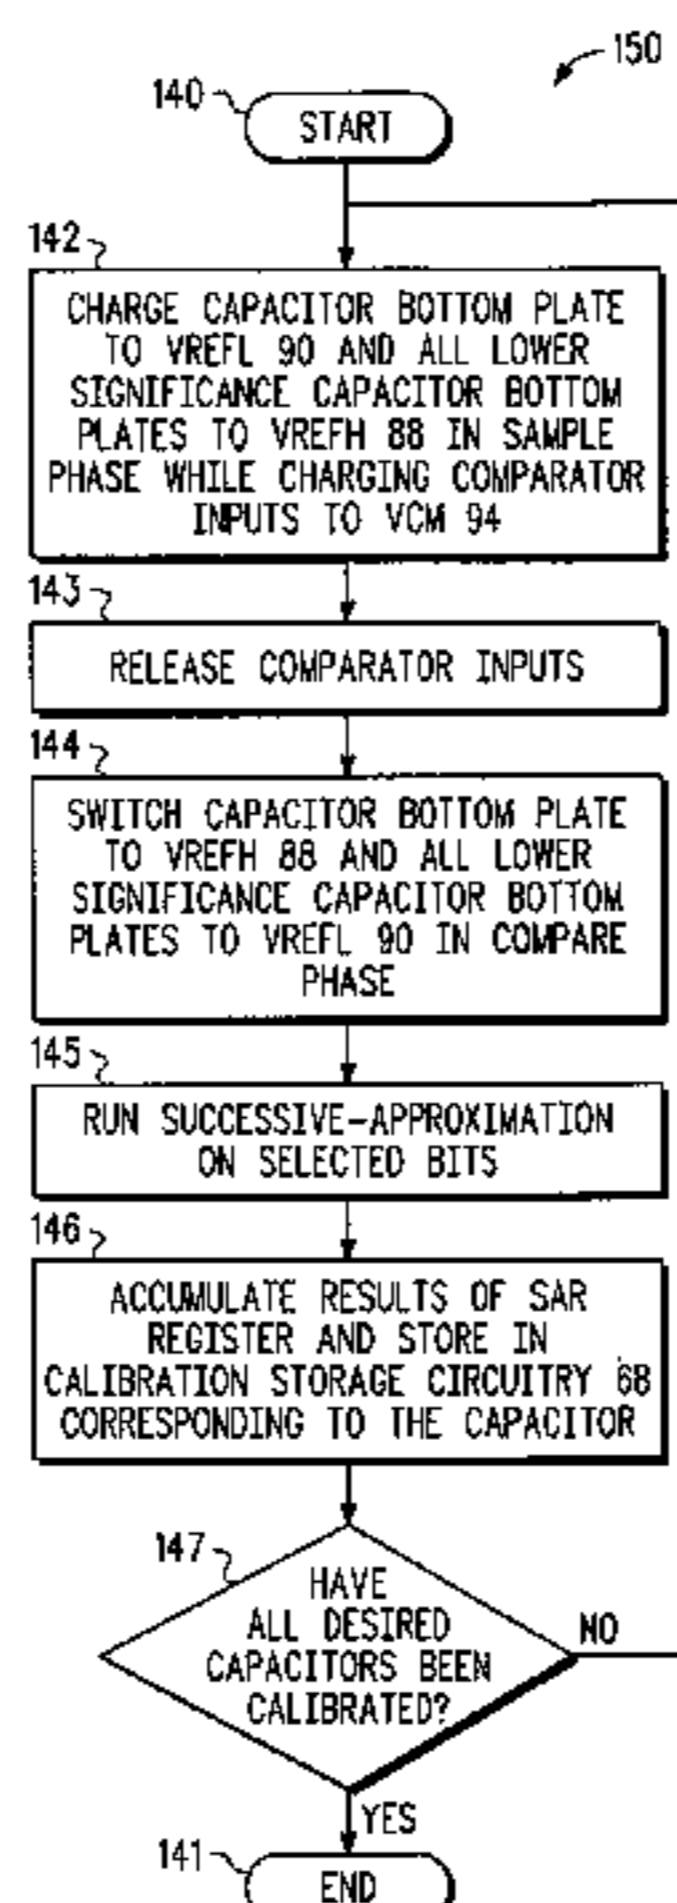 150
140
START
142
CHARGE CAPACITOR BOTTOM PLATE
TO VREFL 90 AND ALL LOWER
SIGNIFICANCE CAPACITOR BOTTOM
PLATES TO VREFH 88 IN SAMPLE
PHASE WHILE CHARGING COMPARATOR
INPUTS TO VCM 94
143
RELEASE COMPARATOR INPUTS
144
SWITCH CAPACITOR BOTTOM PLATE
TO VREFH 88 AND ALL LOWER
SIGNIFICANCE CAPACITOR BOTTOM
PLATES TO VREFL 90 IN COMPARE
PHASE
145
RUN SUCCESSIVE-APPROXIMATION
ON SELECTED BITS
146
ACCUMULATE RESULTS OF SAR
REGISTER AND STORE IN
CALIBRATION STORAGE CIRCUITRY 68
CORRESPONDING TO THE CAPACITOR
147
HAVE
ALL DESIRED
CAPACITORS BEEN
CALIBRATED?
NO
YES
141
END